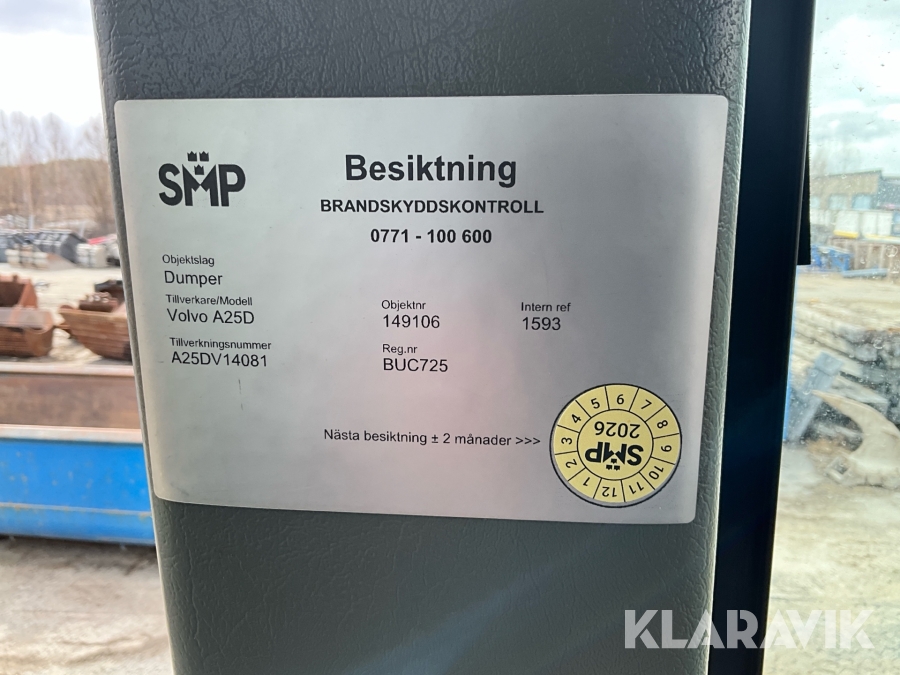 SMP
Besiktning
BRANDSKYDDSKONTROLL
0771 - 100 600
Objektslag
Dumper
Tillverkare/Modell
Volvo A25D
Objektnr
149106
Intern ref
1593
Tillverkningsnummer
A25DV14081
Reg.nr
BUC725
Nästa besiktning ± 2 månader >>>
1 2 3 4 5 6 7 8 9 10 11 12
2026
SMP
KLARAVIK